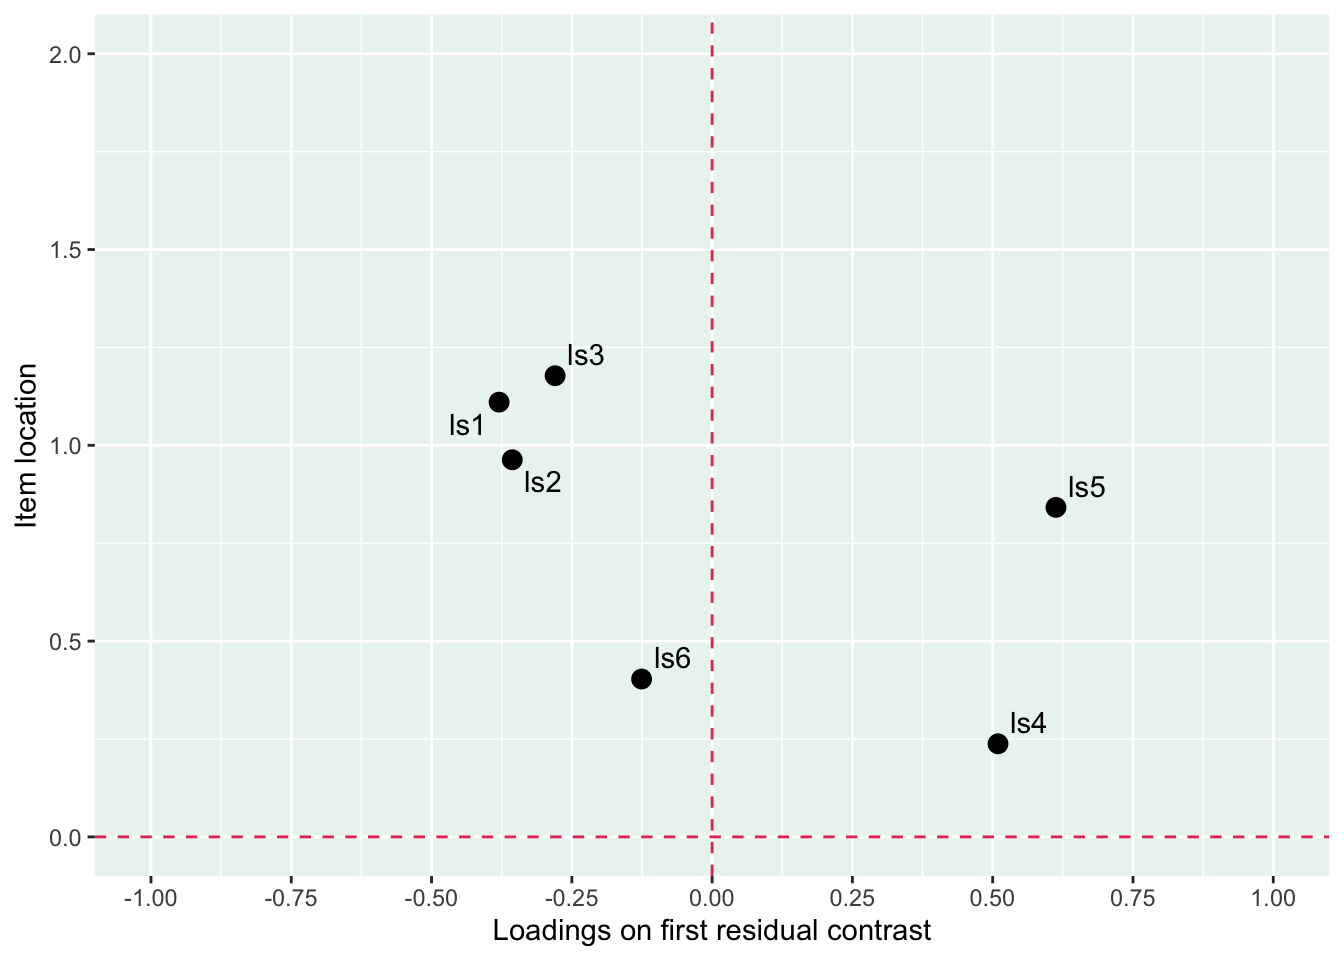 2.0
1.5
ls3
ls1
1.0
ls2
ls5
Item location
0.5
ls6
ls4
0.0
-1.00 -0.75 -0.50 -0.25 0.00 0.25 0.50 0.75 1.00
Loadings on first residual contrast